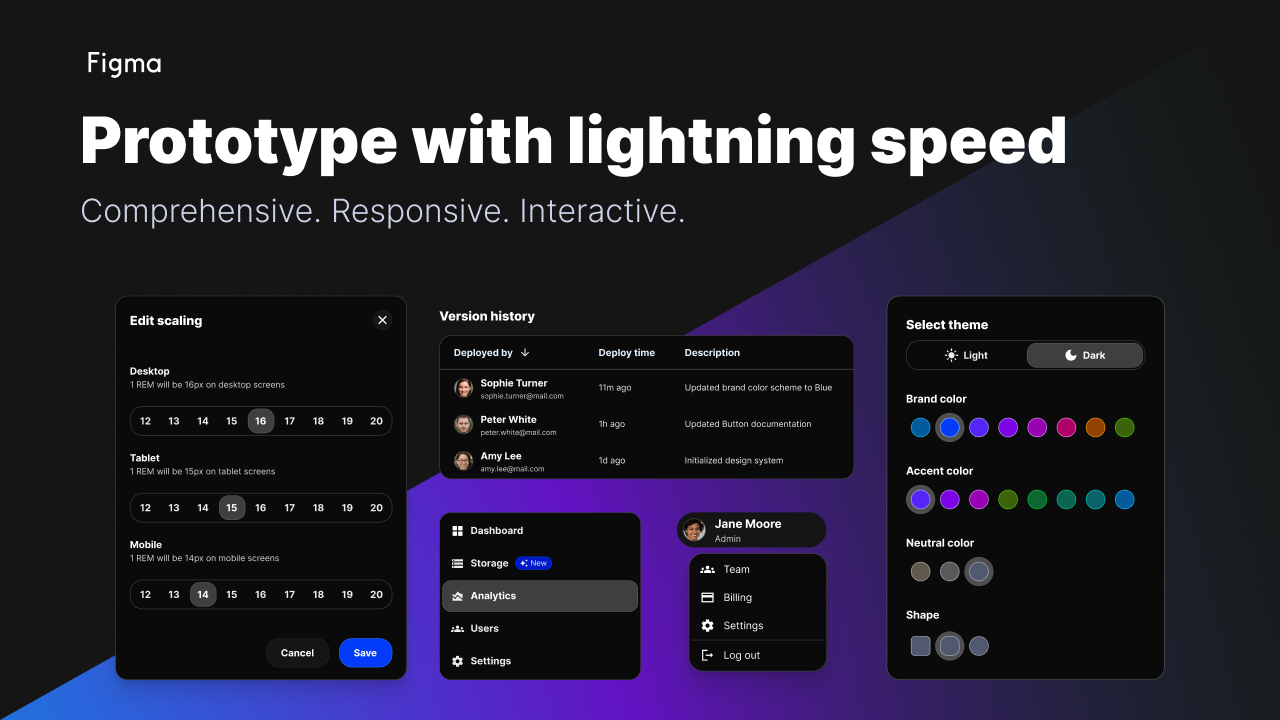 Figma
Prototype with lightning speed
Comprehensive. Responsive. Interactive.
Edit scaling
Desktop
1 REM will be 16px on desktop screens
12 13 14 15 16 17 18 19 20
Tablet
1 REM will be 15px on tablet screens
12 13 14 15 16 17 18 19 20
Mobile
1 REM will be 14px on mobile screens
12 13 14 15 16 17 18 19 20
Cancel Save
Version history
Deployed by Deploy time Description
Sophie Turner
sophie.turner@mail.com
11m ago
Updated brand color scheme to Blue
Peter White
peter.white@mail.com
1h ago
Updated Button documentation
Amy Lee
amy.lee@mail.com
1d ago
Initialized design system
Dashboard
Storage New
Analytics
Users
Settings
Jane Moore
Admin
Team
Billing
Settings
Log out
Select theme
Light Dark
Brand color
Accent color
Neutral color
Shape